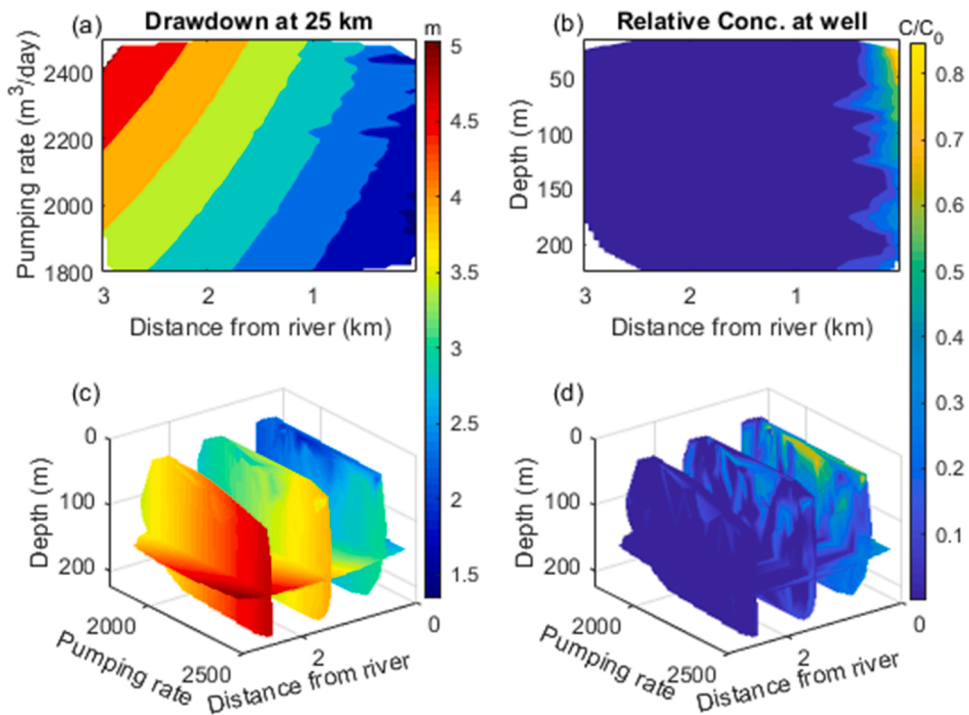 (a) Drawdown at 25 km m
Pumping rate (m³/day)
2400
2200
2000
1800
3 2 1
Distance from river (km)
5
4.5
4
3.5
3
2.5
2
1.5
(b) Relative Conc. at well C/C₀
Depth (m)
50
100
150
200
3 2 1
Distance from river (km)
0.8
0.7
0.6
0.5
0.4
0.3
0.2
0.1
(c)
Depth (m)
0
100
200
2000
2500
Pumping rate
2
0
Distance from river
(d)
Depth (m)
0
100
200
2000
2500
Pumping rate
2
0
Distance from river